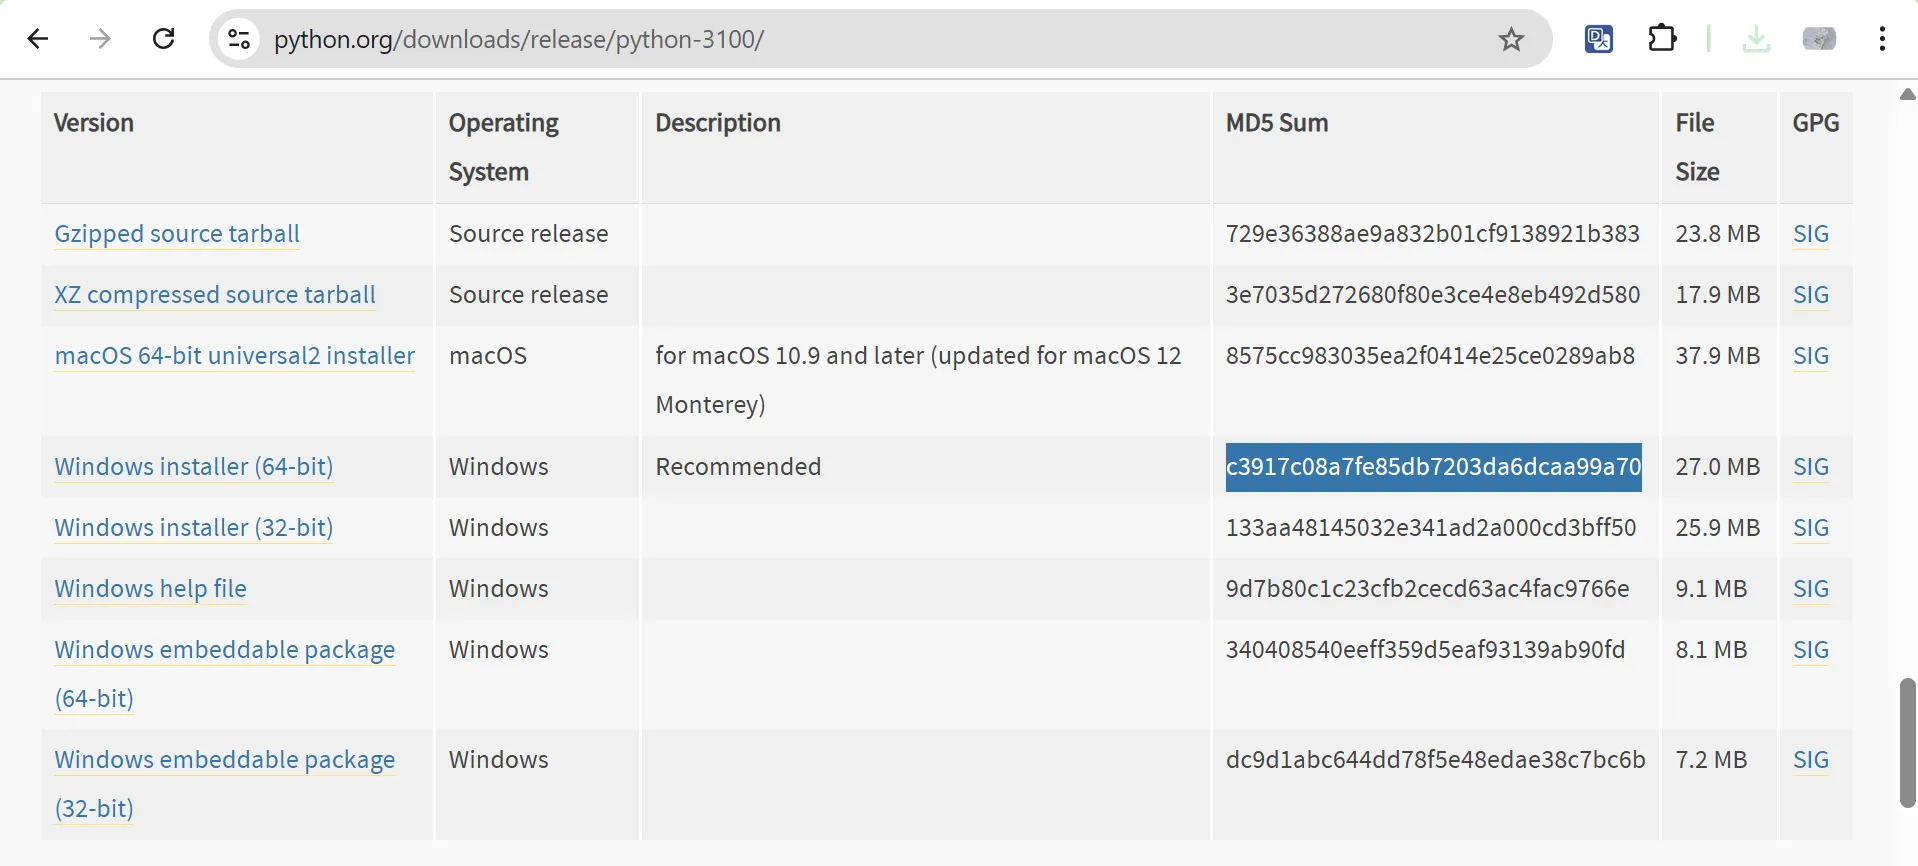 python.org/downloads/release/python-3100/
Version Operating System Description MD5 Sum File Size GPG
Gzipped source tarball Source release 729e36388ae9a832b01cf9138921b383 23.8 MB SIG
XZ compressed source tarball Source release 3e7035d272680f80e3ce4e8eb492d580 17.9 MB SIG
macOS 64-bit universal2 installer macOS for macOS 10.9 and later (updated for macOS 12 Monterey) 8575cc983035ea2f0414e25ce0289ab8 37.9 MB SIG
Windows installer (64-bit) Windows Recommended c3917c08a7fe85db7203da6dcaa99a70 27.0 MB SIG
Windows installer (32-bit) Windows 133aa48145032e341ad2a000cd3bff50 25.9 MB SIG
Windows help file Windows 9d7b80c1c23cfb2cecd63ac4fac9766e 9.1 MB SIG
Windows embeddable package (64-bit) Windows 340408540eeff359d5eaf93139ab90fd 8.1 MB SIG
Windows embeddable package (32-bit) Windows dc9d1abc644dd78f5e48edae38c7bc6b 7.2 MB SIG